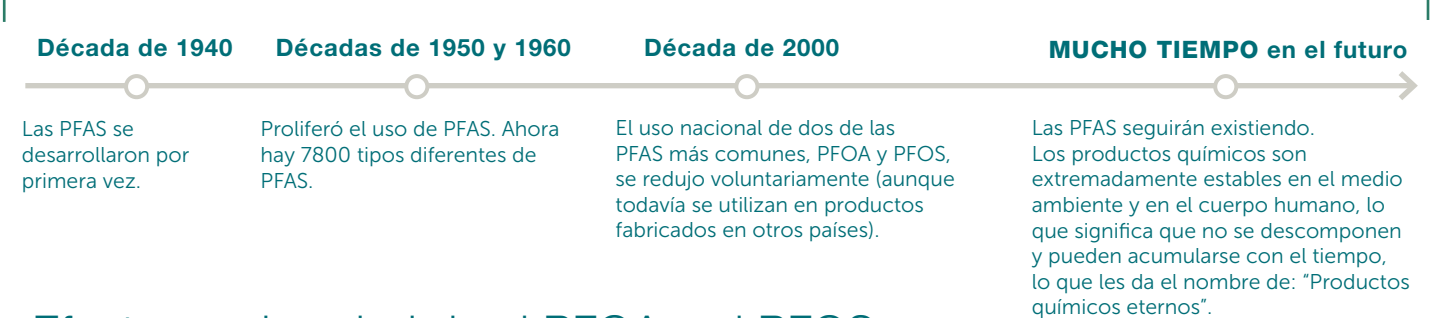 Década de 1940
Las PFAS se
desarrollaron por
primera vez.
Décadas de 1950 y 1960
Proliferó el uso de PFAS. Ahora
hay 7800 tipos diferentes de
PFAS.
Década de 2000
El uso nacional de dos de las
PFAS más comunes, PFOA y PFOS,
se redujo voluntariamente (aunque
todavía se utilizan en productos
fabricados en otros países).
MUCHO TIEMPO en el futuro
Las PFAS seguirán existiendo.
Los productos químicos son
extremadamente estables en el medio
ambiente y en el cuerpo humano, lo
que significa que no se descomponen
y pueden acumularse con el tiempo,
lo que les da el nombre de: “Productos
químicos eternos”.